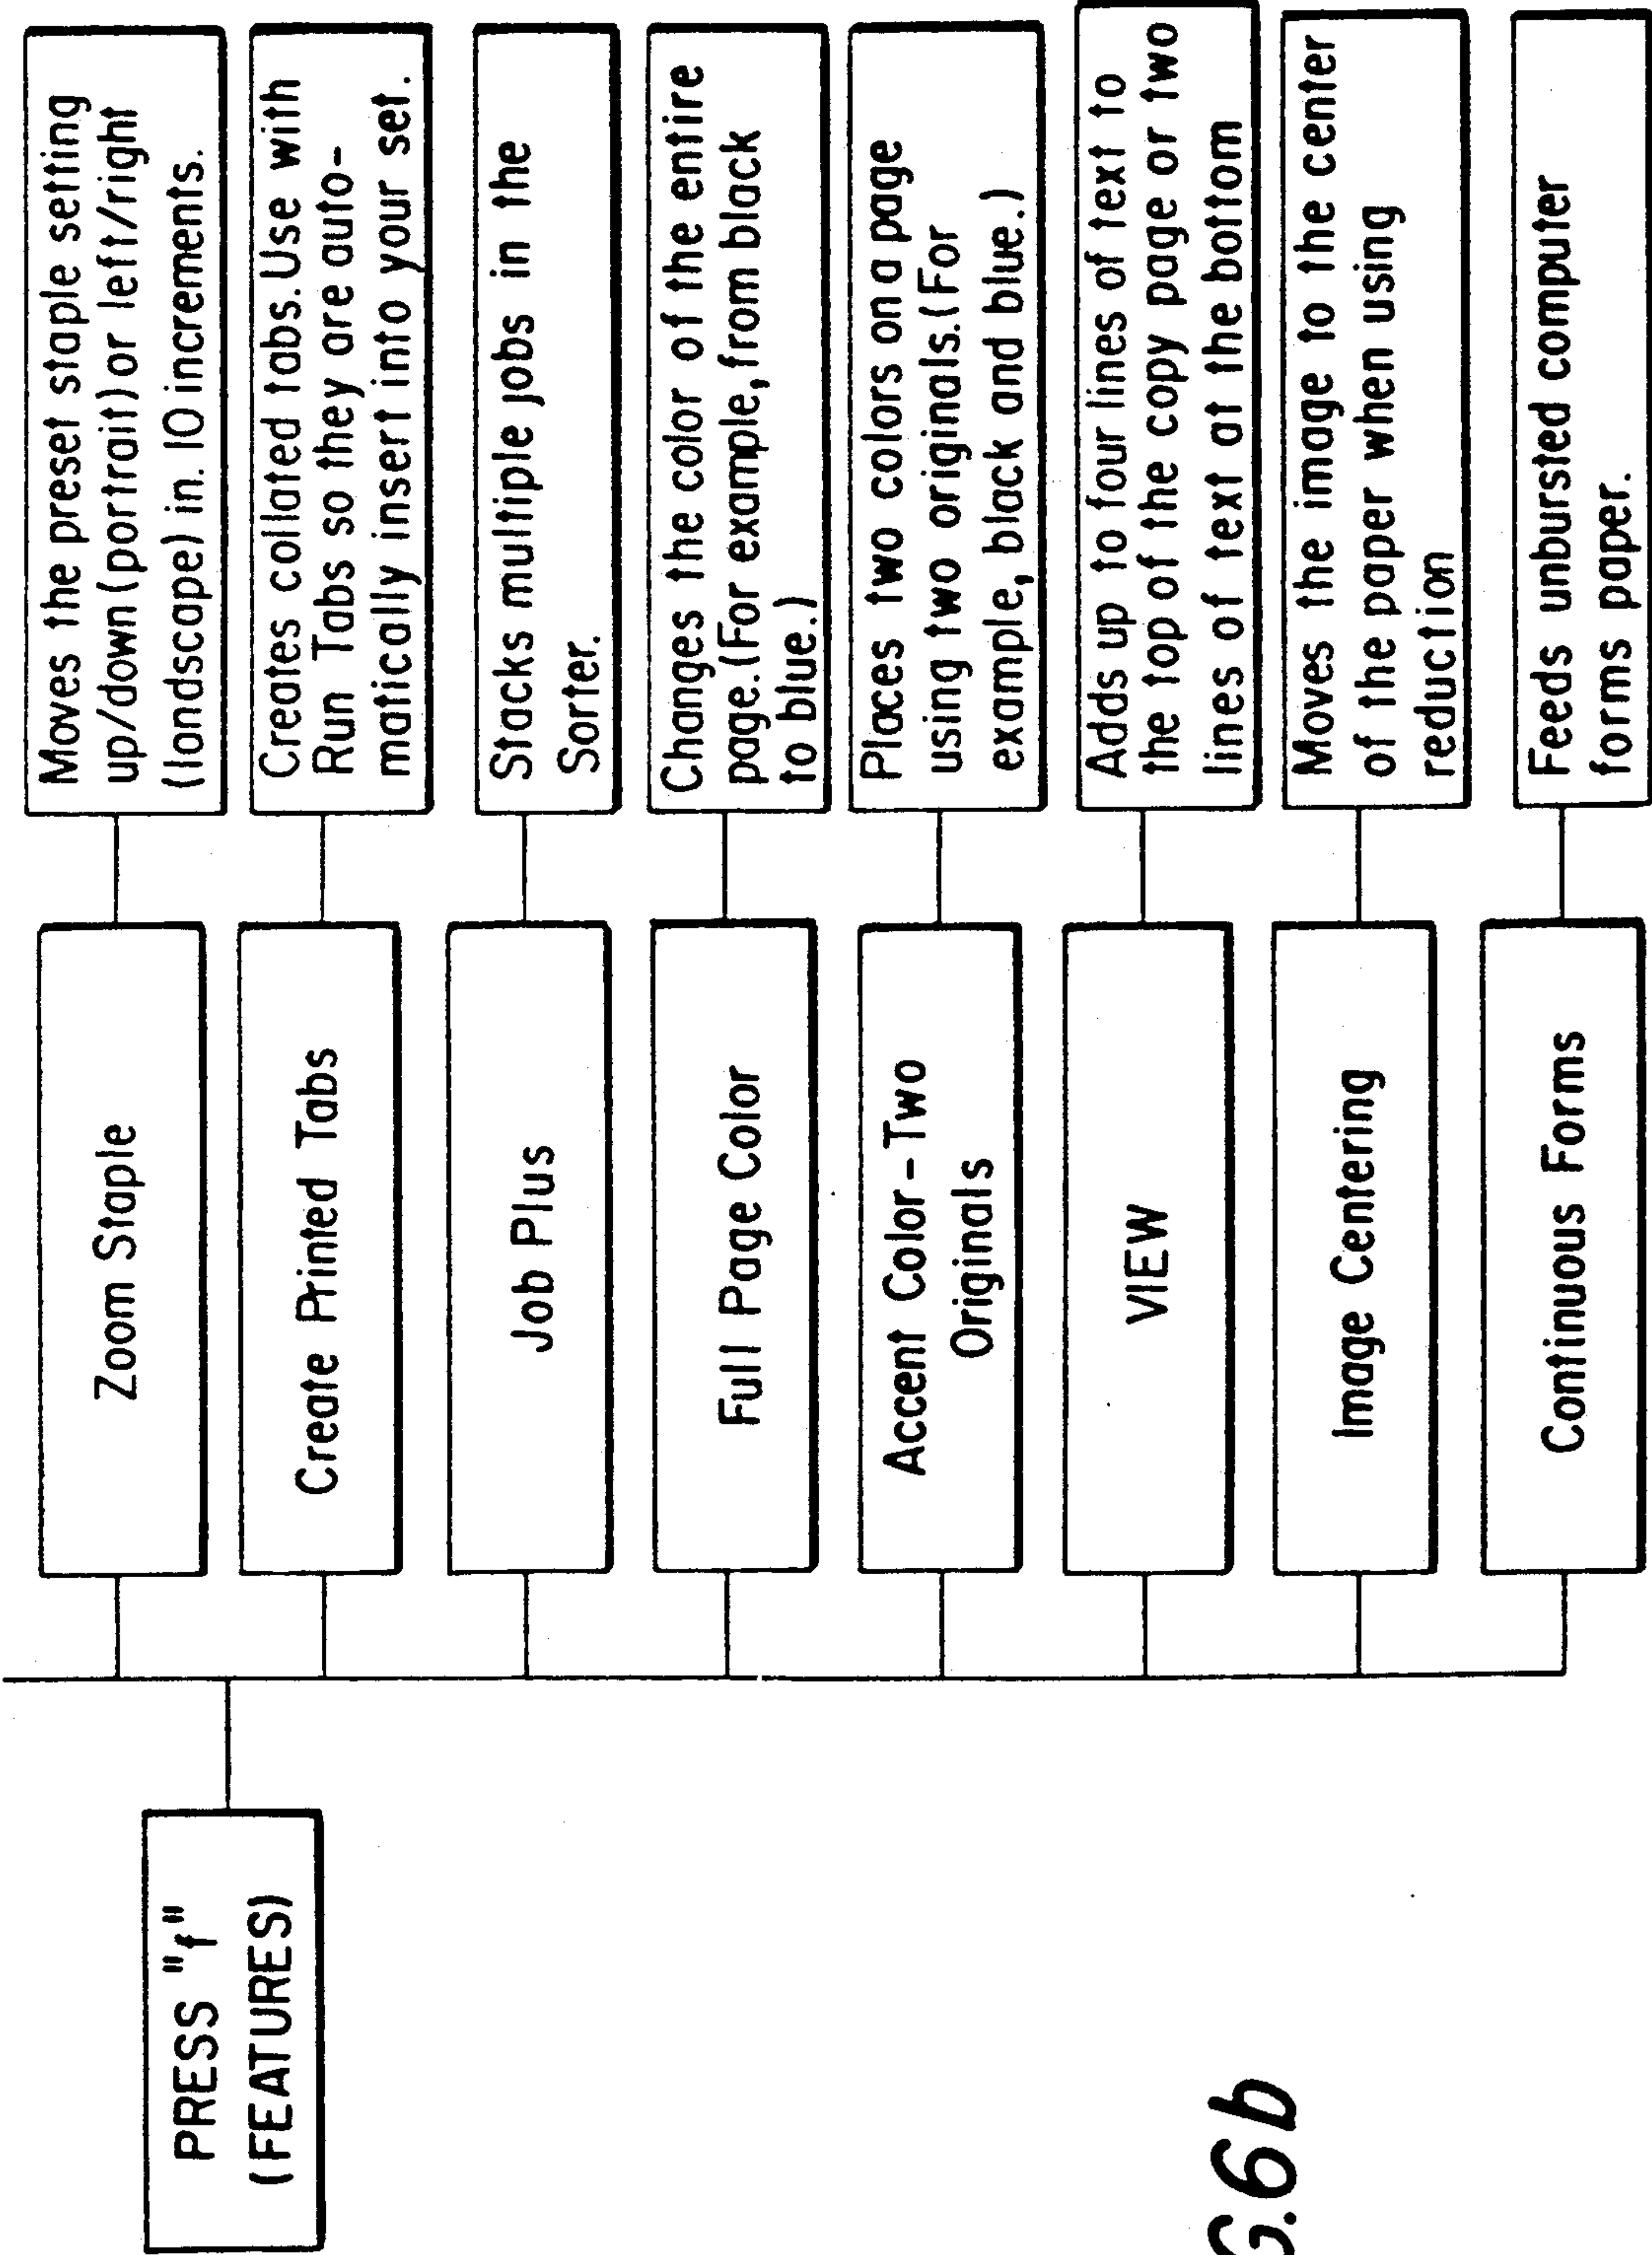 PRESS "f"
(FEATURES)
Zoom Staple
Moves the preset staple setting
up/down (portrait) or left/right
(landscape) in. 10 increments.
Create Printed Tabs
Creates collated tabs. Use with
Run Tabs so they are auto-
matically insert into your set.
Job Plus
Stacks multiple jobs in the
Sorter.
Full Page Color
Changes the color of the entire
page. (For example, from black
to blue.)
Accent Color-Two
Originals
Places two colors on a page
using two originals. (For
example, black and blue.)
VIEW
Adds up to four lines of text to
the top of the copy page or two
lines of text at the bottom
Image Centering
Moves the image to the center
of the paper when using
reduction
Continuous Forms
Feeds unbursted computer
forms paper.
6b